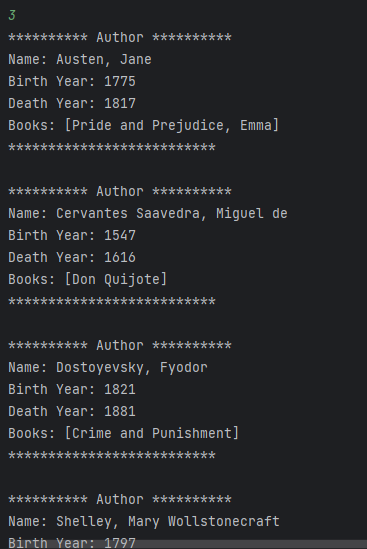 3
********** Author **********
Name: Austen, Jane
Birth Year: 1775
Death Year: 1817
Books: [Pride and Prejudice, Emma]
**************************
********** Author **********
Name: Cervantes Saavedra, Miguel de
Birth Year: 1547
Death Year: 1616
Books: [Don Quijote]
**************************
********** Author **********
Name: Dostoyevsky, Fyodor
Birth Year: 1821
Death Year: 1881
Books: [Crime and Punishment]
**************************
********** Author **********
Name: Shelley, Mary Wollstonecraft
Birth Year: 1797